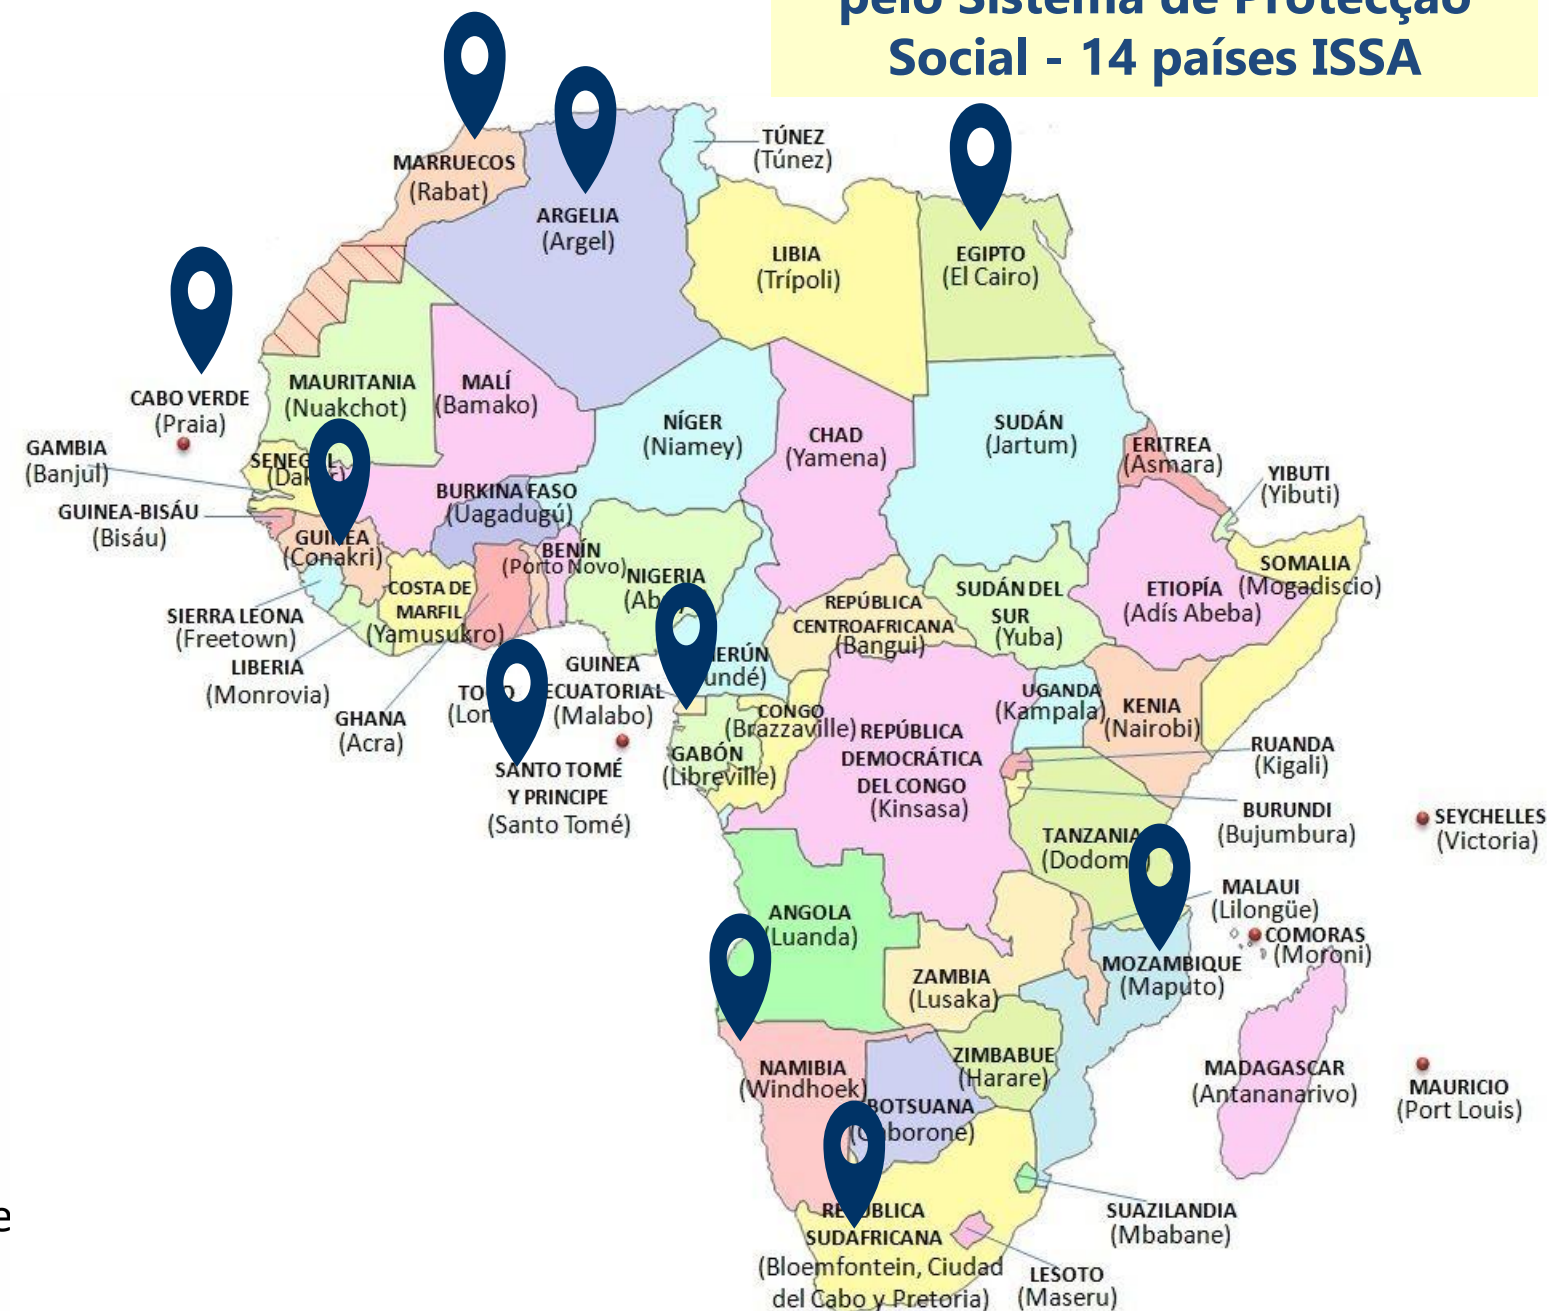 pelo Sistema de Protecção
Social - 14 países ISSA
TÚNEZ
(Túnez)
MARRUECOS
(Rabat)
ARGELIA
(Argel)
LIBIA
(Trípoli)
EGIPTO
(El Cairo)
CABO VERDE
(Praia)
MAURITANIA
(Nuakchot)
MALÍ
(Bamako)
NÍGER
(Niamey)
CHAD
(Yamena)
SUDÁN
(Jartum)
ERITREA
(Asmara)
YIBUTI
(Yibuti)
GAMBIA
(Banjul)
GUINEA-BISÁU
(Bisáu)
BURKINA FASO
(Uagadugú)
GUINEA
(Conakri)
BENÍN
(Porto Novo)
NIGERIA
COSTA DE
MARFIL
(Yamusukro)
SIERRA LEONA
(Freetown)
LIBERIA
(Monrovia)
GHANA
(Acra)
GUINEA
ECUATORIAL
(Malabo)
SANTO TOMÉ
Y PRINCIPE
(Santo Tomé)
REPÚBLICA
CENTROAFRICANA
(Bangui)
SUDÁN DEL
SUR
(Yuba)
ETIOPÍA
(Adís Abeba)
SOMALIA
(Mogadiscio)
UGANDA
(Kampala)
KENIA
(Nairobi)
CONGO
(Brazzaville)
GABÓN
(Libreville)
REPÚBLICA
DEMOCRÁTICA
DEL CONGO
(Kinsasa)
RUANDA
(Kigali)
BURUNDI
(Bujumbura)
SEYCHELLES
(Victoria)
TANZANIA
(Dodoma)
MALAUI
(Lilongüe)
COMORAS
(Moroni)
ANGOLA
(Luanda)
ZAMBIA
(Lusaka)
MOZAMBIQUE
(Maputo)
NAMIBIA
(Windhoek)
ZIMBABUE
(Harare)
BOTSUANA
(Gaborone)
MADAGASCAR
(Antananarivo)
MAURICIO
(Port Louis)
REPÚBLICA
SUDAFRICANA
(Bloemfontein, Ciudad
del Cabo y Pretoria)
SUAZILANDIA
(Mbabane)
LESOTO
(Maseru)
e